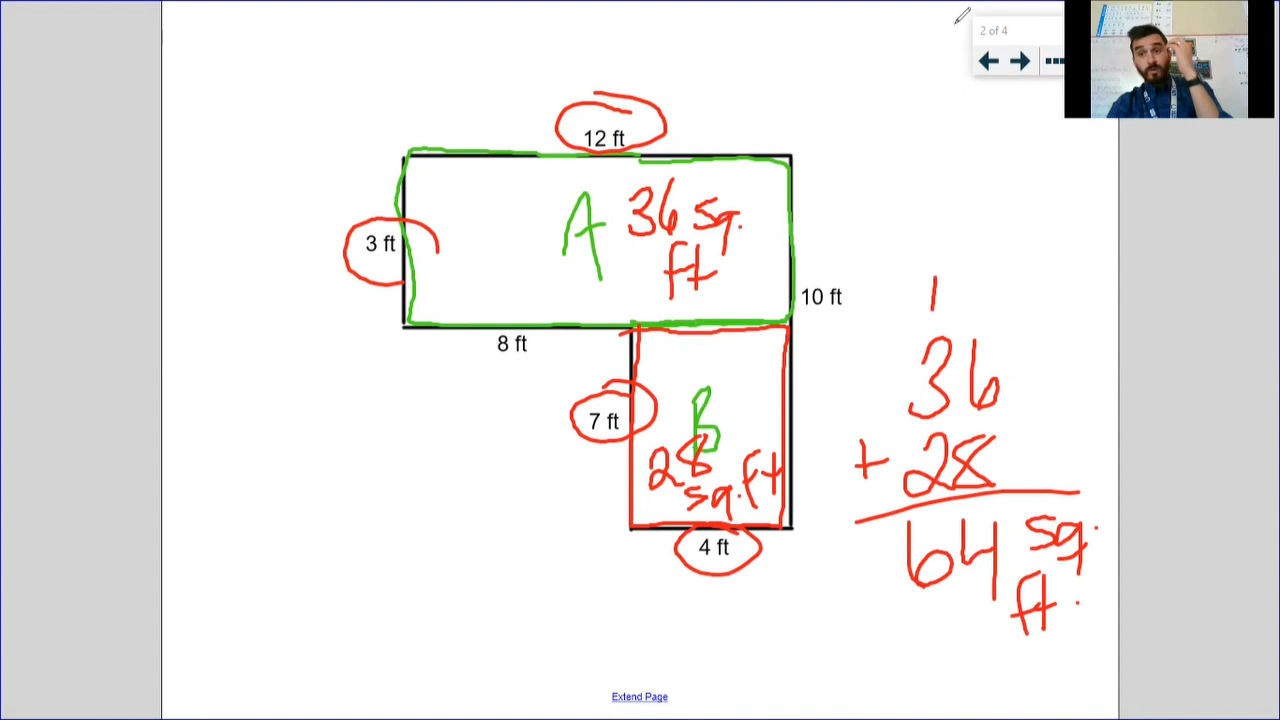 2 of 4
12 ft
A 36 sq.
ft
3 ft
10 ft
8 ft
7 ft
B
28
sq.ft
4 ft
1
36
+ 28
64 sq.
ft.
Extend Page